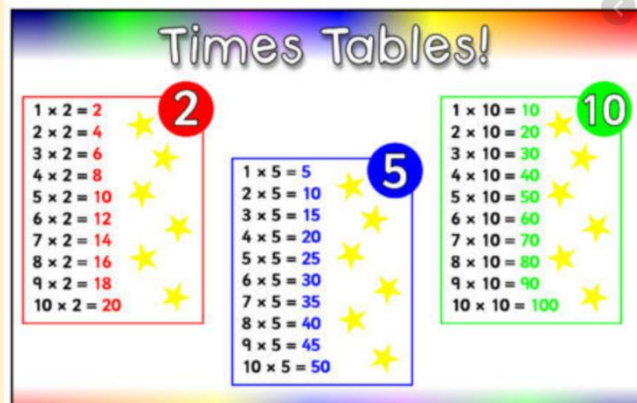 Times Tables!
2
1 × 2 = 2
2 × 2 = 4
3 × 2 = 6
4 × 2 = 8
5 × 2 = 10
6 × 2 = 12
7 × 2 = 14
8 × 2 = 16
9 × 2 = 18
10 × 2 = 20
5
1 × 5 = 5
2 × 5 = 10
3 × 5 = 15
4 × 5 = 20
5 × 5 = 25
6 × 5 = 30
7 × 5 = 35
8 × 5 = 40
9 × 5 = 45
10 × 5 = 50
10
1 × 10 = 10
2 × 10 = 20
3 × 10 = 30
4 × 10 = 40
5 × 10 = 50
6 × 10 = 60
7 × 10 = 70
8 × 10 = 80
9 × 10 = 90
10 × 10 = 100